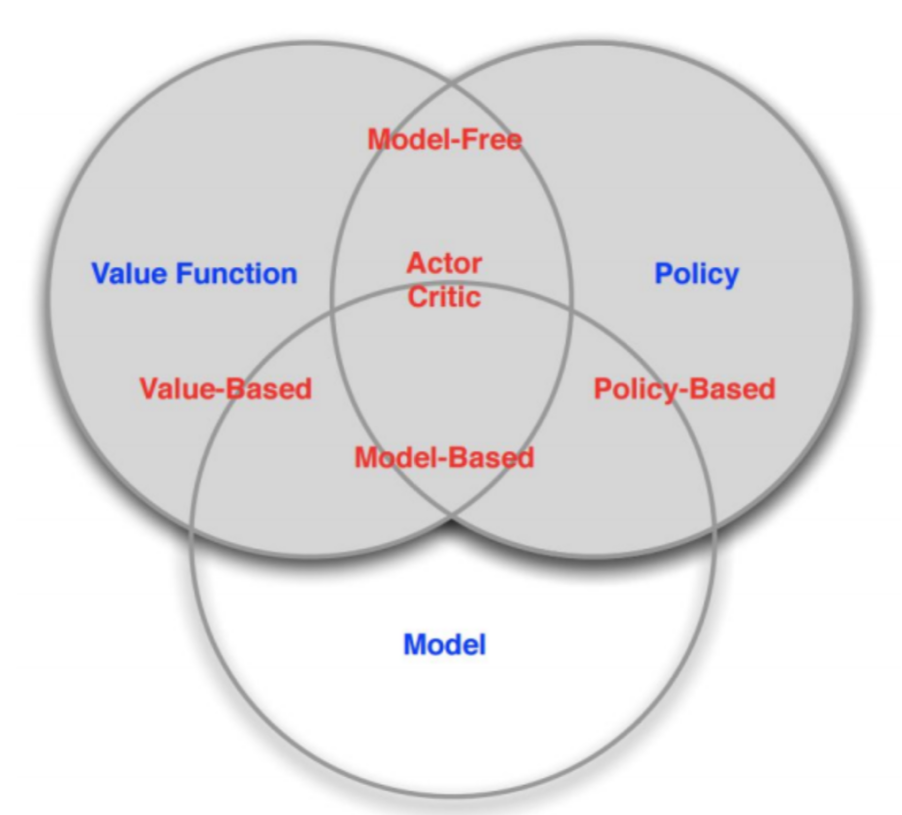 Model-Free
Actor
Critic
Value Function
Policy
Value-Based
Policy-Based
Model-Based
Model